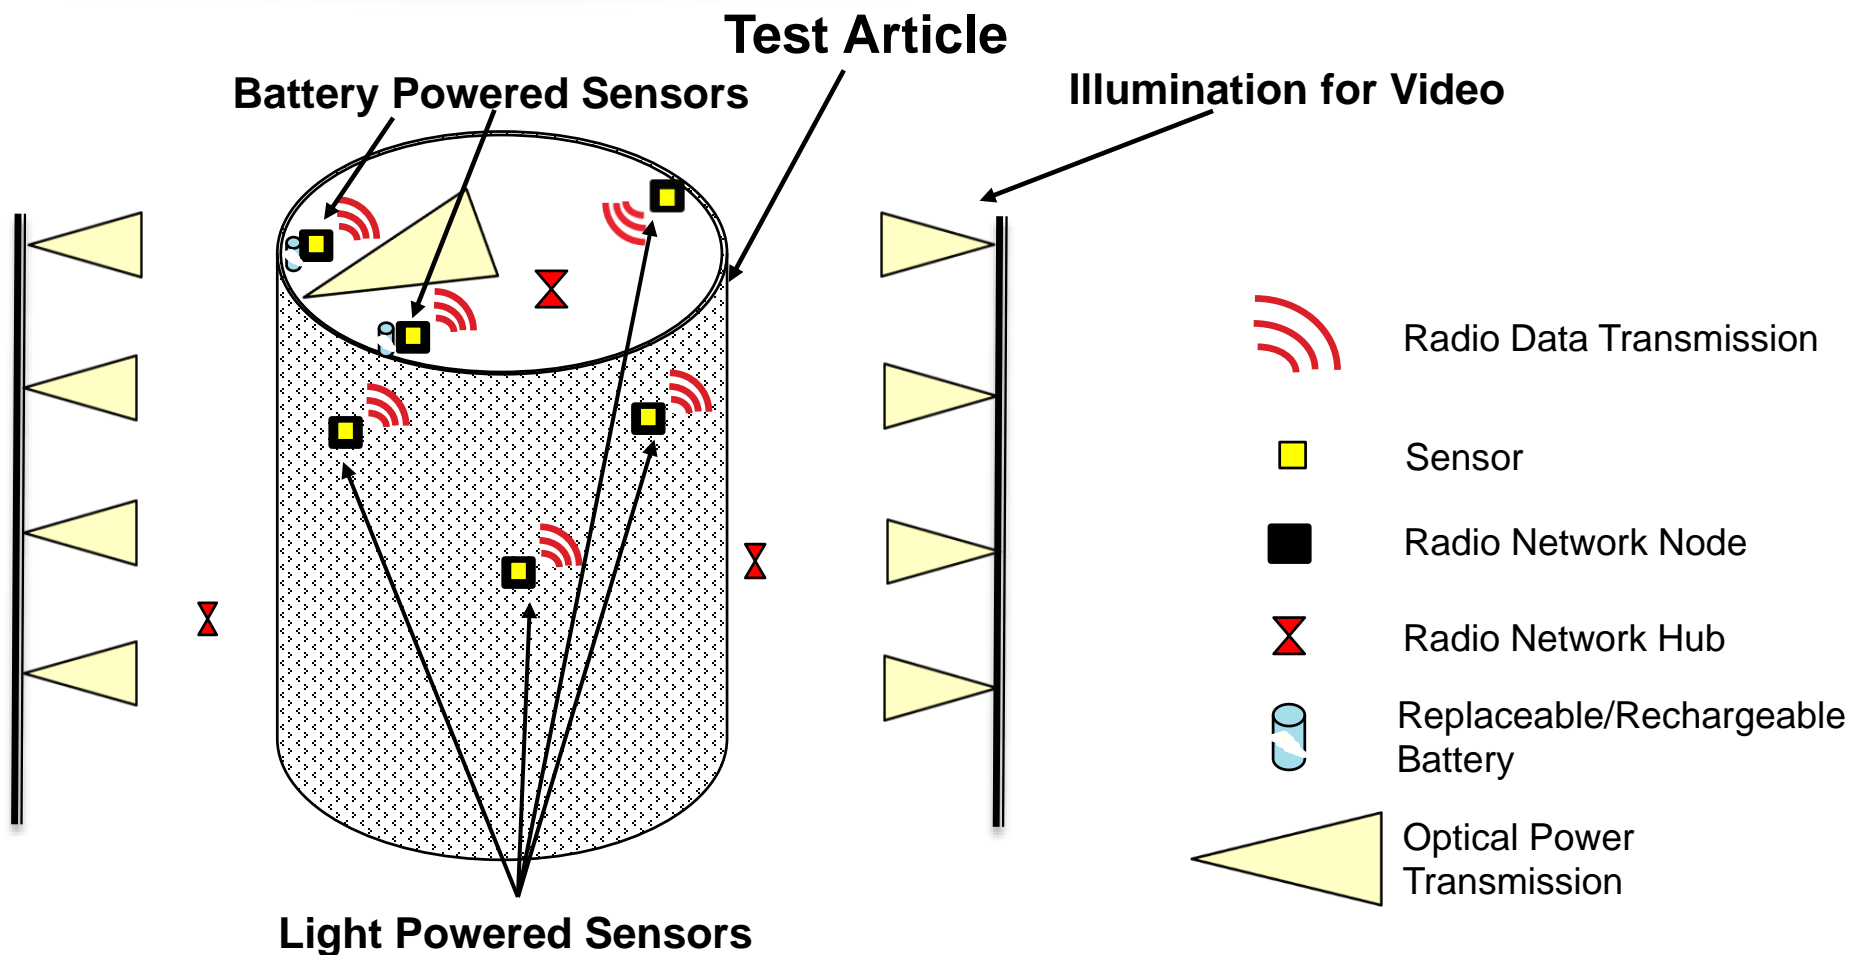 Test Article
Battery Powered Sensors
Illumination for Video
Radio Data Transmission
Sensor
Radio Network Node
Radio Network Hub
Replaceable/Rechargeable
Battery
Optical Power
Transmission
Light Powered Sensors